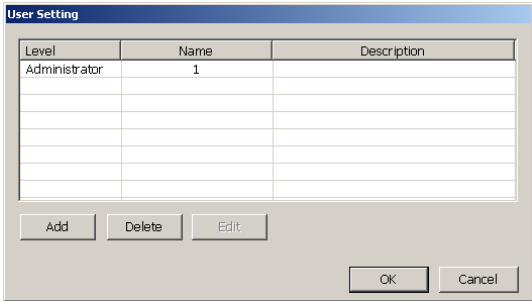 User Setting
Level Name Description
Administrator 1
Add Delete Edit
OK Cancel